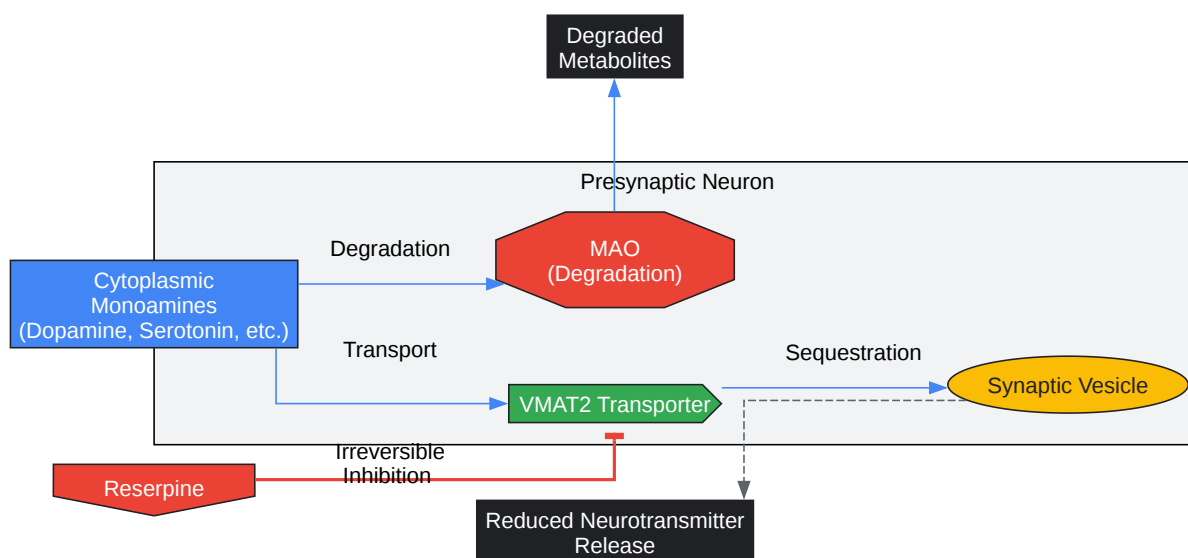 Degraded
Metabolites
Presynaptic Neuron
Degradation
MAO
(Degradation)
Cytoplasmic
Monoamines
(Dopamine, Serotonin, etc.)
Transport
Sequestration
VMAT2 Transporter
Synaptic Vesicle
Irreversible
Inhibition
Reserpine
Reduced Neurotransmitter
Release